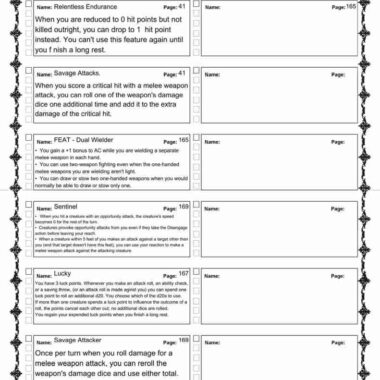 Name: Relentless Endurance Page: 41
When you are reduced to 0 hit points but not
killed outright, you can drop to 1 hit point
instead. You can't use this feature again until
you f nish a long rest.
Name: Page: 165
Name: Savage Attacks. Page: 41
When you score a critical hit with a melee weapon
attack, you can roll one of the weapon's damage
dice one additional time and add it to the extra
damage of the critical hit.
Name: Page:
Name: FEAT - Dual Wielder Page: 165
• You gain a +1 bonus to AC while you are wielding a separate
melee weapon in each hand.
• You can use two-weapon fighting even when the one-handed
melee weapons you are wielding aren't light.
• You can draw or stow two one-handed weapons when you would
normally be able to draw or stow only one.
Name: Page:
Name: Sentinel Page: 169
• When you hit a creature with an opportunity attack, the creature's speed
becomes 0 for the rest of the turn.
• Creatures provoke opportunity attacks from you even if they take the Disengage
action before leaving your reach
• When a creature within 5 feet of you makes an attack against a target other than
you (and that target doesn't have this feat), you can use your reaction to make a
melee weapon attack against the attacking creature.
Name: Page:
Name: Lucky Page: 167
You have 3 luck points. Whenever you make an attack roll, an ability check,
or a saving throw, (or an attack roll is made aginst you) you can spend one
luck point to roll an additional d20. You choose which of the d20s to use.
If more than one creature spends a luck point to influence the outcome of a
roll, the points cancel each other out; no additional dice are rolled.
You regain your expended luck points when you finish a long rest.
Name: Page:
Name: Savage Attacker Page: 169
Once per turn when you roll damage for a
melee weapon attack, you can reroll the
weapon's damage dice and use either total.
Name: Page: